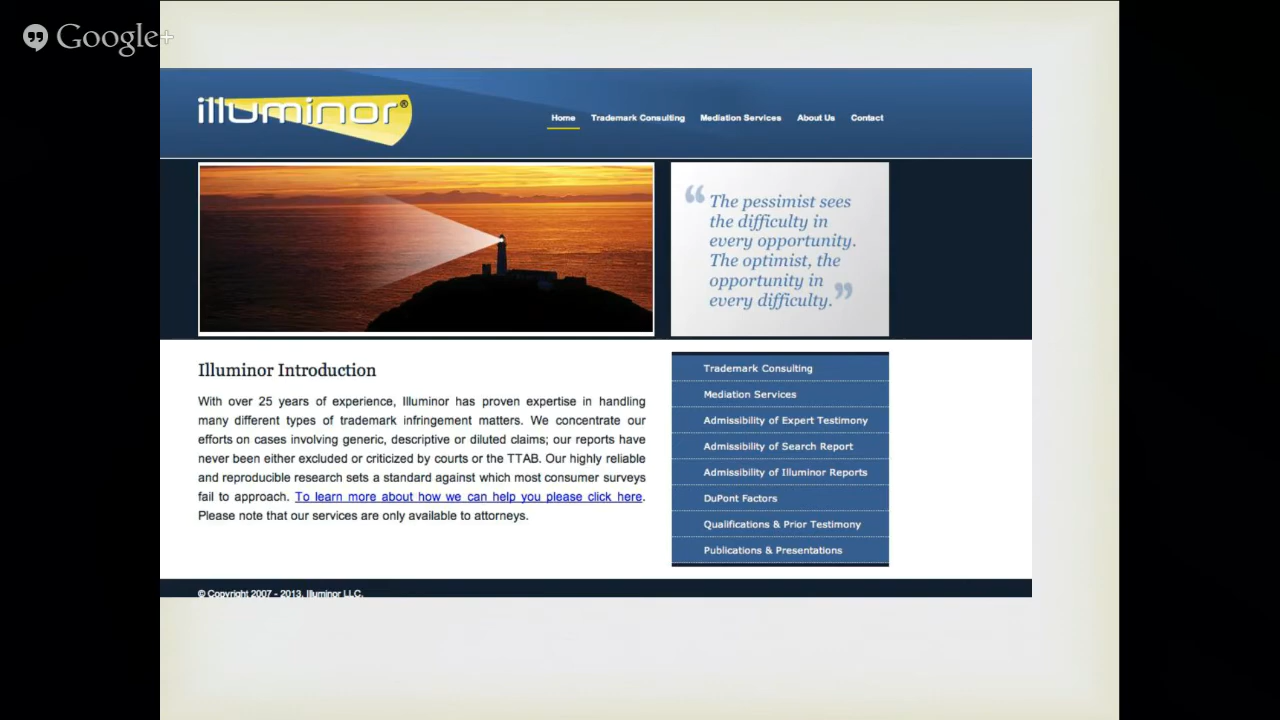 Google+
illuminor®
Home Trademark Consulting Mediation Services About Us Contact
“ The pessimist sees
the difficulty in
every opportunity.
The optimist, the
opportunity in
every difficulty. ”
Illuminor Introduction
With over 25 years of experience, Illuminor has proven expertise in handling
many different types of trademark infringement matters. We concentrate our
efforts on cases involving generic, descriptive or diluted claims; our reports have
never been either excluded or criticized by courts or the TTAB. Our highly reliable
and reproducible research sets a standard against which most consumer surveys
fail to approach. To learn more about how we can help you please click here.
Please note that our services are only available to attorneys.
Trademark Consulting
Mediation Services
Admissibility of Expert Testimony
Admissibility of Search Report
Admissibility of Illuminor Reports
DuPont Factors
Qualifications & Prior Testimony
Publications & Presentations
© Copyright 2007 - 2013. Illuminor LLC.